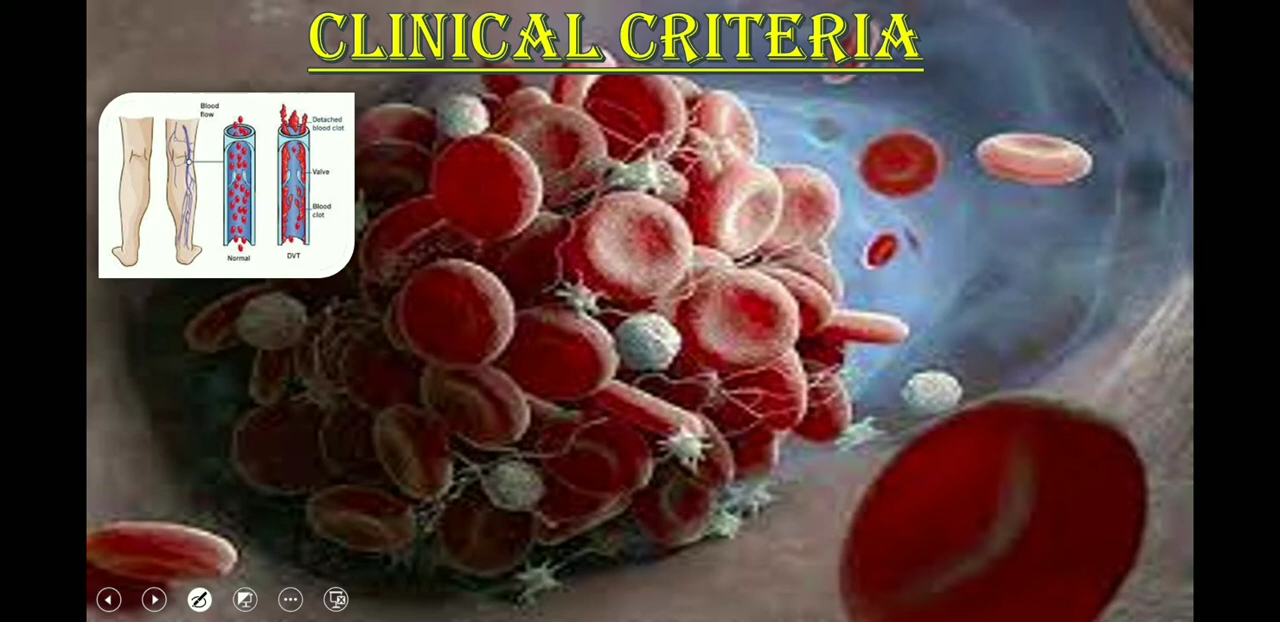 CLINICAL CRITERIA
Blood
flow
Detached
blood clot
Valve
Blood
clot
Normal
DVT